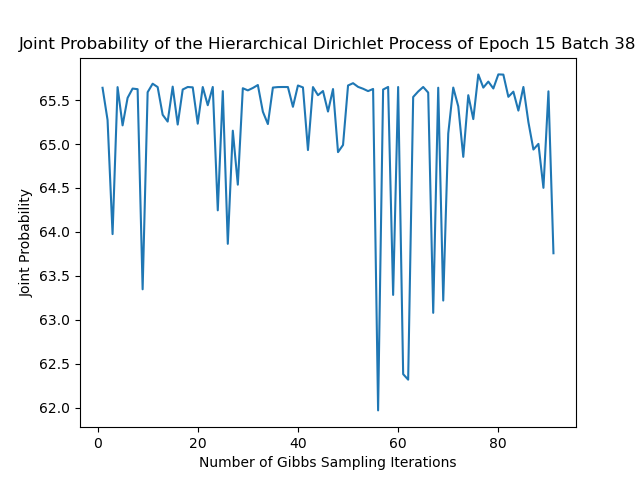 Joint Probability of the Hierarchical Dirichlet Process of Epoch 15 Batch 38
65.5
65.0
64.5
64.0
63.5
63.0
62.5
62.0
Joint Probability
0 20 40 60 80
Number of Gibbs Sampling Iterations